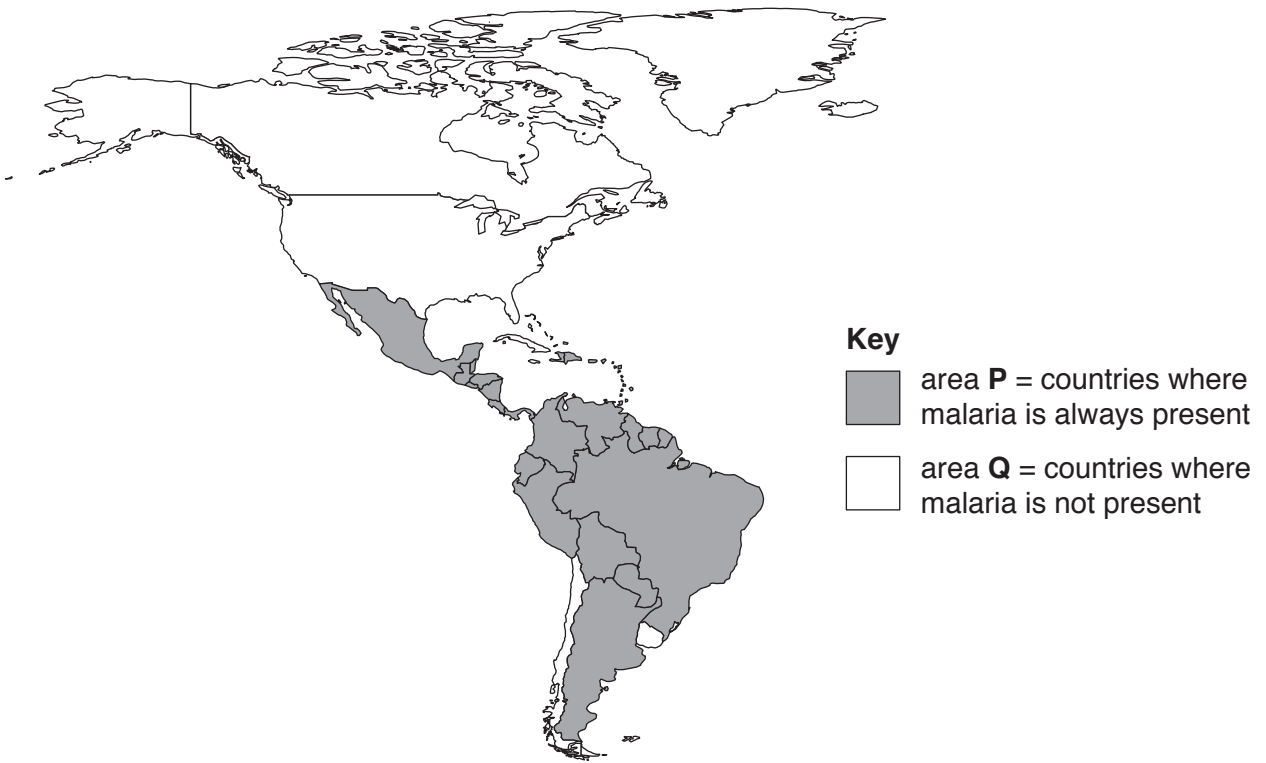 Key
area P = countries where
malaria is always present
area Q = countries where
malaria is not present